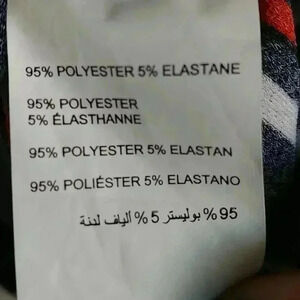 95% POLYESTER 5% ELASTANE
95% POLYESTER
5% ÉLASTHANNE
95% POLYESTER 5% ELASTAN
95% POLIÉSTER 5% ELASTANO
95 % بوليستر 5 % ألياف لدنة